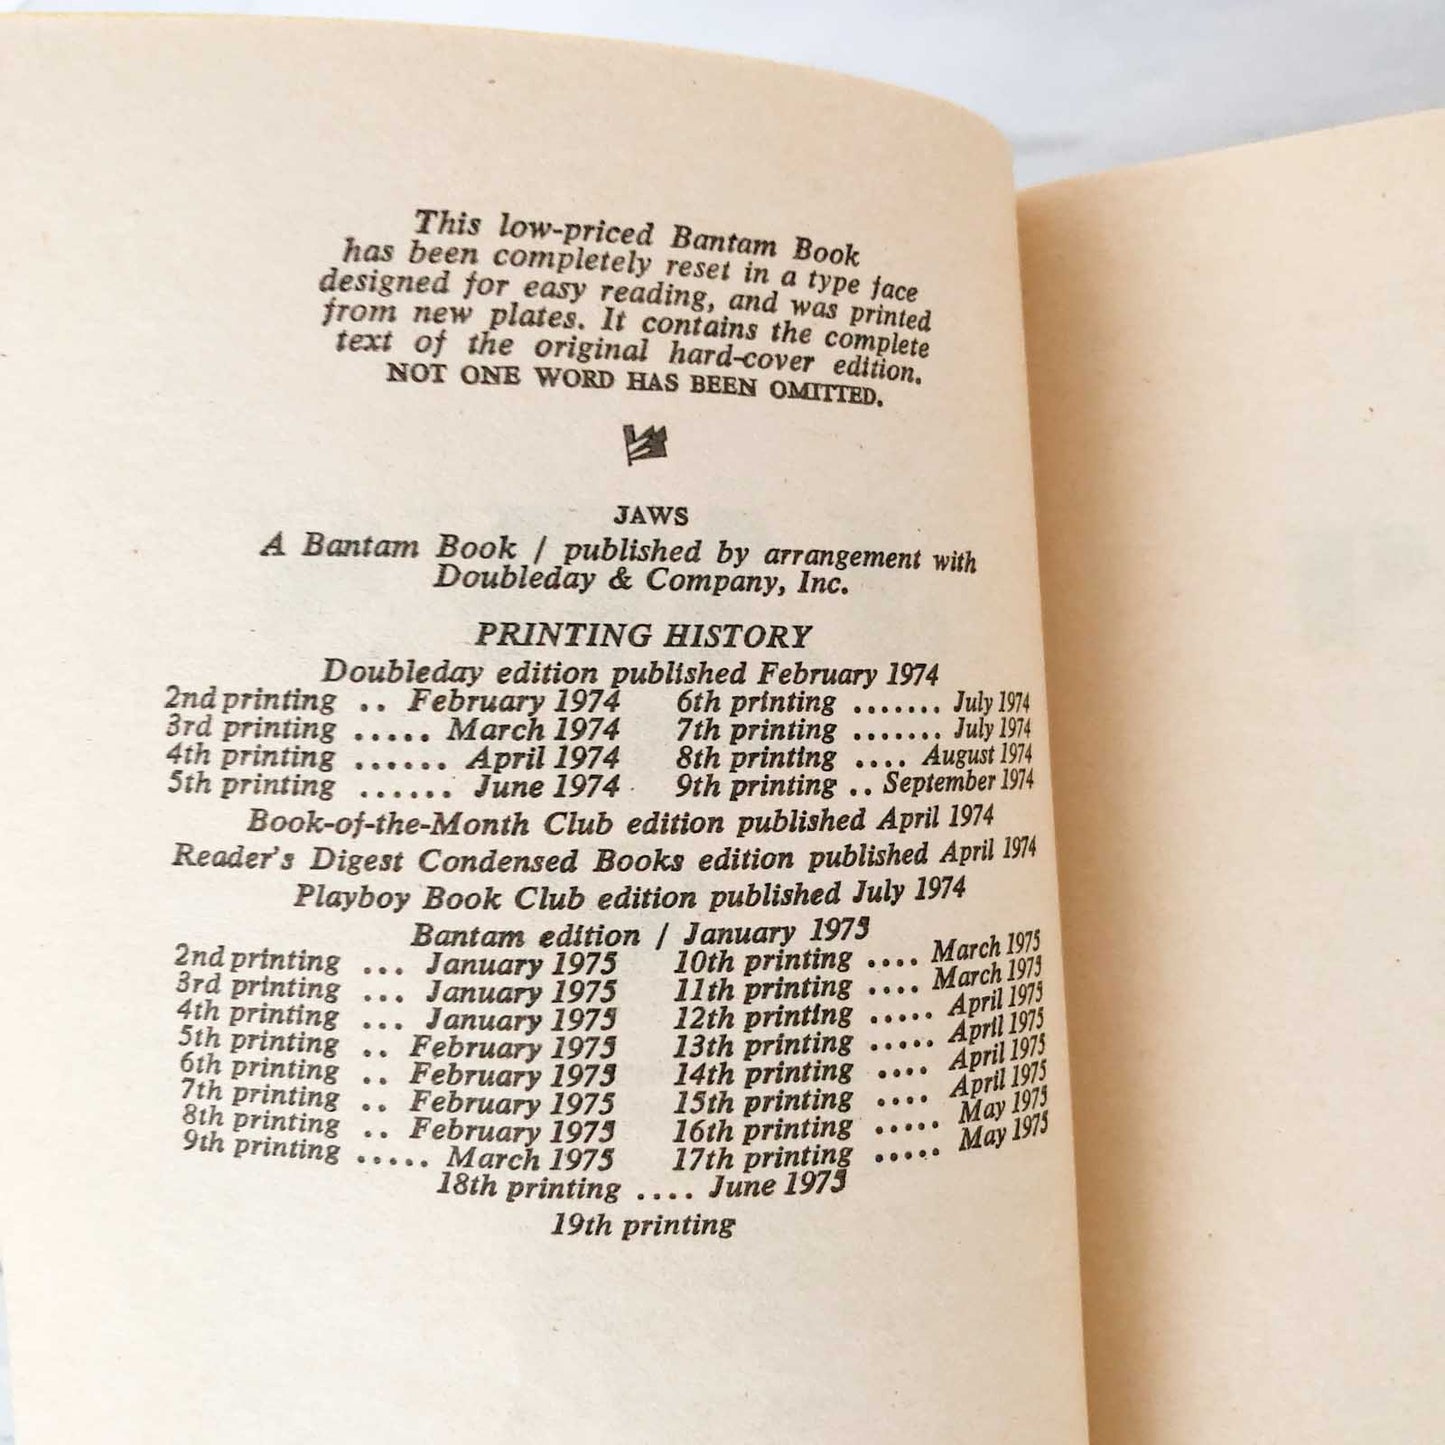 This low-priced Bantam Book
has been completely reset in a type face
designed for easy reading, and was printed
from new plates. It contains the complete
text of the original hard-cover edition.
NOT ONE WORD HAS BEEN OMITTED.
JAWS
A Bantam Book / published by arrangement with
Doubleday & Company, Inc.
PRINTING HISTORY
Doubleday edition published February 1974
2nd printing .. February 1974 6th printing ....... July 1974
3rd printing ..... March 1974 7th printing ....... July 1974
4th printing ...... April 1974 8th printing .... August 1974
5th printing ...... June 1974 9th printing .. September 1974
Book-of-the-Month Club edition published April 1974
Reader's Digest Condensed Books edition published April 1974
Playboy Book Club edition published July 1974
Bantam edition / January 1975
2nd printing ... January 1975 10th printing .... March 1975
3rd printing ... January 1975 11th printing .... March 1975
4th printing ... January 1975 12th printing ..... April 1975
5th printing .. February 1975 13th printing ..... April 1975
6th printing .. February 1975 14th printing .... April 1975
7th printing .. February 1975 15th printing .... April 1975
8th printing .. February 1975 16th printing ..... May 1975
9th printing ..... March 1975 17th printing ..... May 1975
18th printing .... June 1975
19th printing